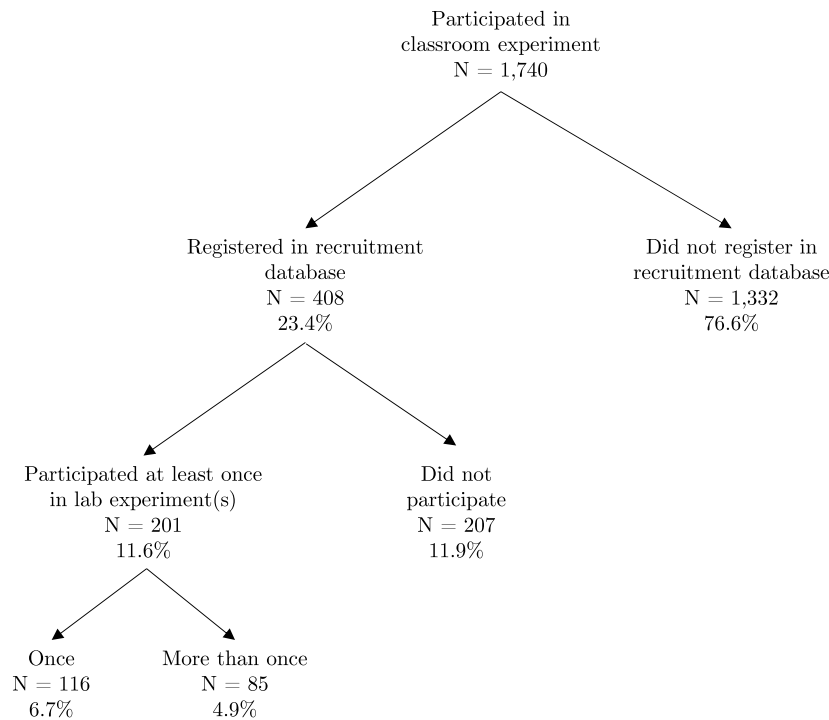 Participated in
classroom experiment
N = 1,740
Registered in recruitment
database
N = 408
23.4%
Did not register in
recruitment database
N = 1,332
76.6%
Participated at least once
in lab experiment(s)
N = 201
11.6%
Did not
participate
N = 207
11.9%
Once
N = 116
6.7%
More than once
N = 85
4.9%